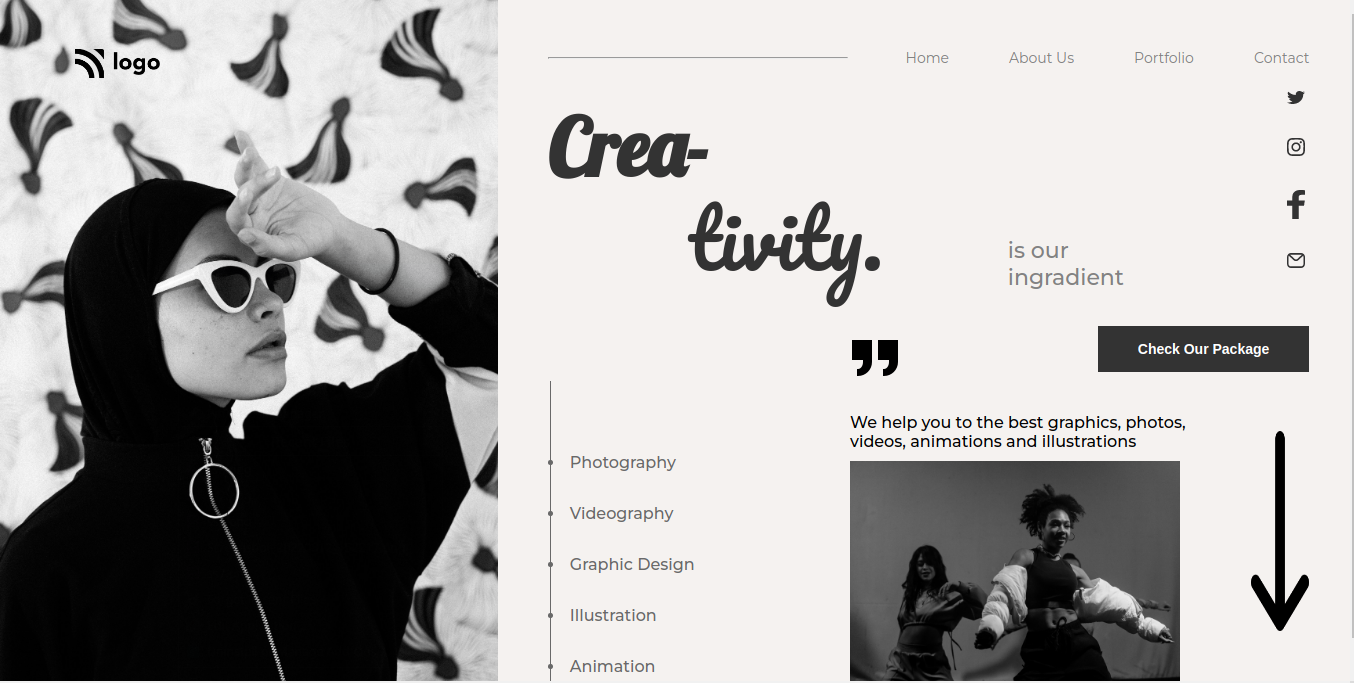 logo
Home About Us Portfolio Contact
Crea-
tivity.
is our
ingradient
Check Our Package
”
We help you to the best graphics, photos,
videos, animations and illustrations
Photography
Videography
Graphic Design
Illustration
Animation